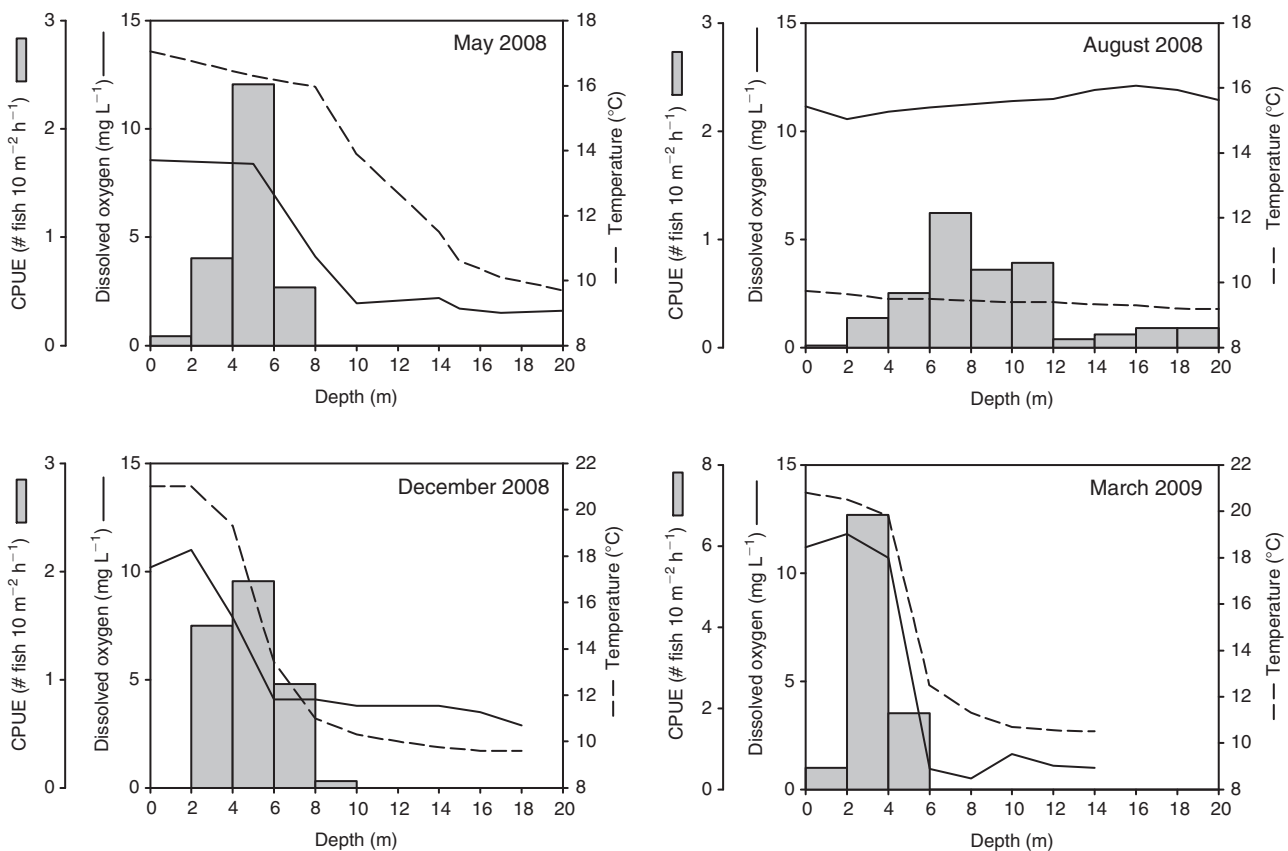 May 2008
CPUE (# fish 10 m⁻² h⁻¹)
3
2
1
0
Dissolved oxygen (mg L⁻¹)
15
10
5
0
Temperature (°C)
18
16
14
12
10
8
0 2 4 6 8 10 12 14 16 18 20
Depth (m)
August 2008
CPUE (# fish 10 m⁻² h⁻¹)
3
2
1
0
Dissolved oxygen (mg L⁻¹)
15
10
5
0
Temperature (°C)
18
16
14
12
10
8
0 2 4 6 8 10 12 14 16 18 20
Depth (m)
December 2008
CPUE (# fish 10 m⁻² h⁻¹)
3
2
1
0
Dissolved oxygen (mg L⁻¹)
15
10
5
0
Temperature (°C)
22
21
20
18
16
14
12
10
8
0 2 4 6 8 10 12 14 16 18 20
Depth (m)
March 2009
CPUE (# fish 10 m⁻² h⁻¹)
8
6
4
2
0
Dissolved oxygen (mg L⁻¹)
15
10
5
0
Temperature (°C)
22
20
18
16
14
12
10
8
0 2 4 6 8 10 12 14 16 18 20
Depth (m)